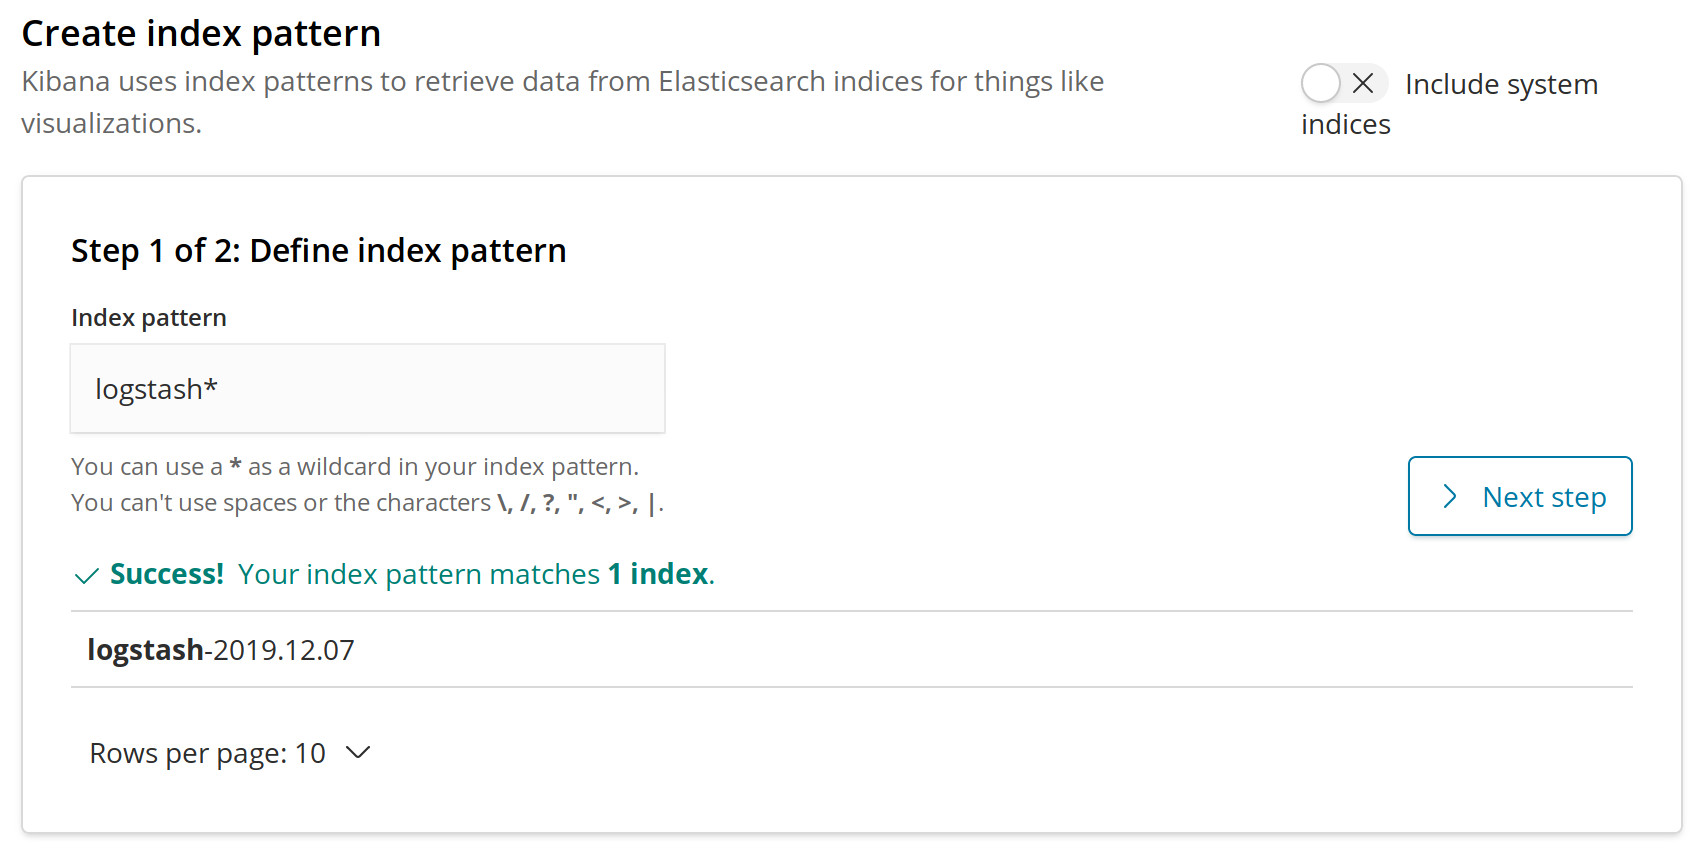 Create index pattern
Kibana uses index patterns to retrieve data from Elasticsearch indices for things like
visualizations.
Include system
indices
Step 1 of 2: Define index pattern
Index pattern
logstash*
You can use a * as a wildcard in your index pattern.
You can't use spaces or the characters \, /, ?, ", <, >, |.
Next step
Success! Your index pattern matches 1 index.
logstash-2019.12.07
Rows per page: 10